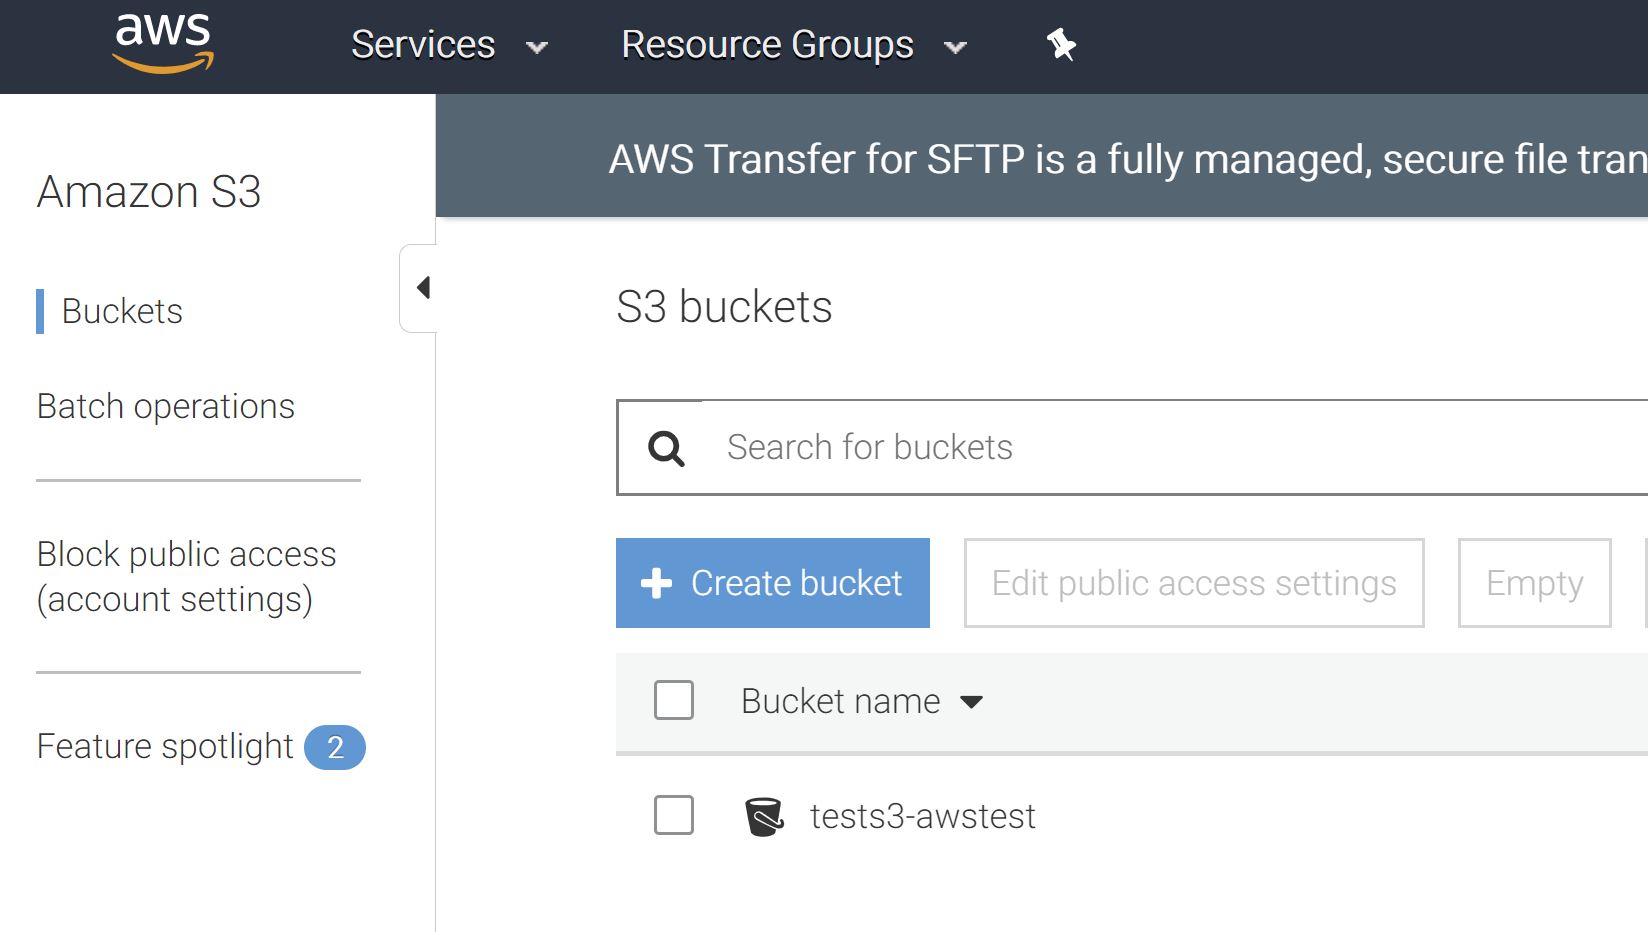 aws
Services
Resource Groups
AWS Transfer for SFTP is a fully managed, secure file tran
Amazon S3
Buckets
Batch operations
Block public access
(account settings)
Feature spotlight 2
S3 buckets
Search for buckets
Create bucket
Edit public access settings
Empty
Bucket name
tests3-awstest